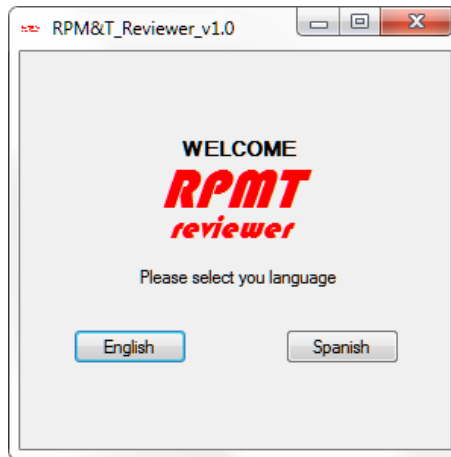 RPM&T_Reviewer_v1.0
WELCOME
RPMT
reviewer
Please select you language
English
Spanish